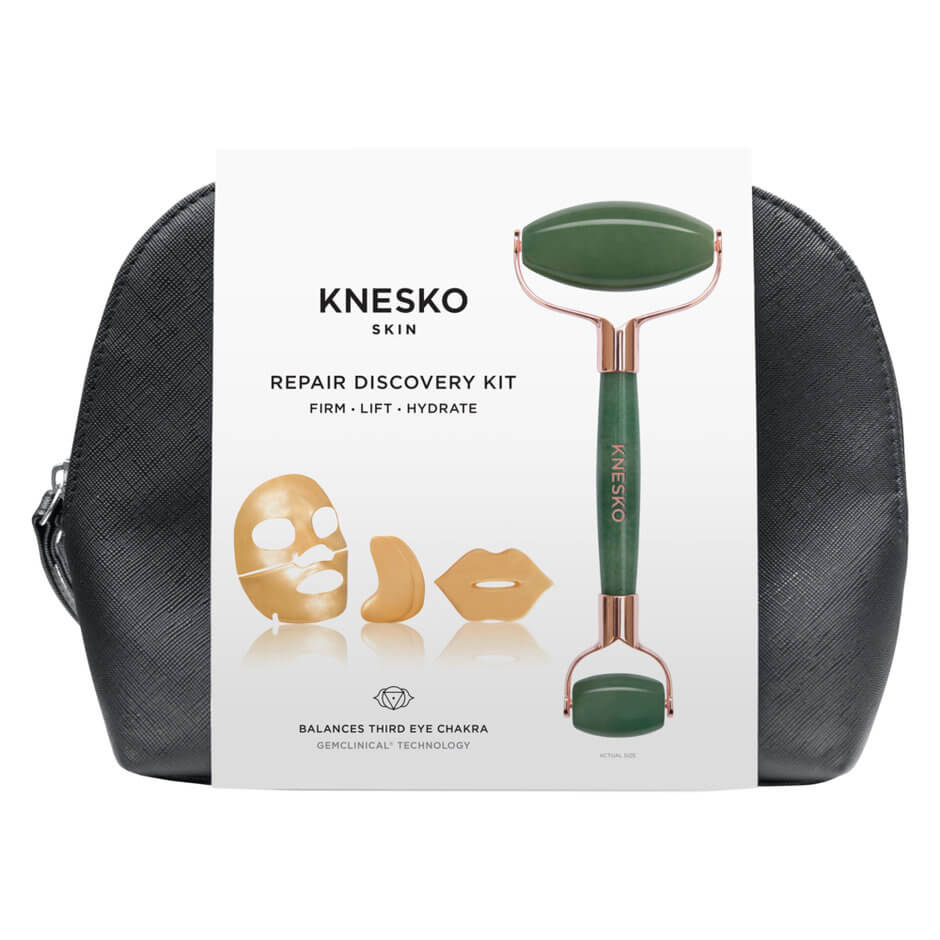 KNESKO
SKIN
REPAIR DISCOVERY KIT
FIRM • LIFT • HYDRATE
KNESKO
BALANCES THIRD EYE CHAKRA
GEMCLINICAL® TECHNOLOGY
ACTUAL SIZE